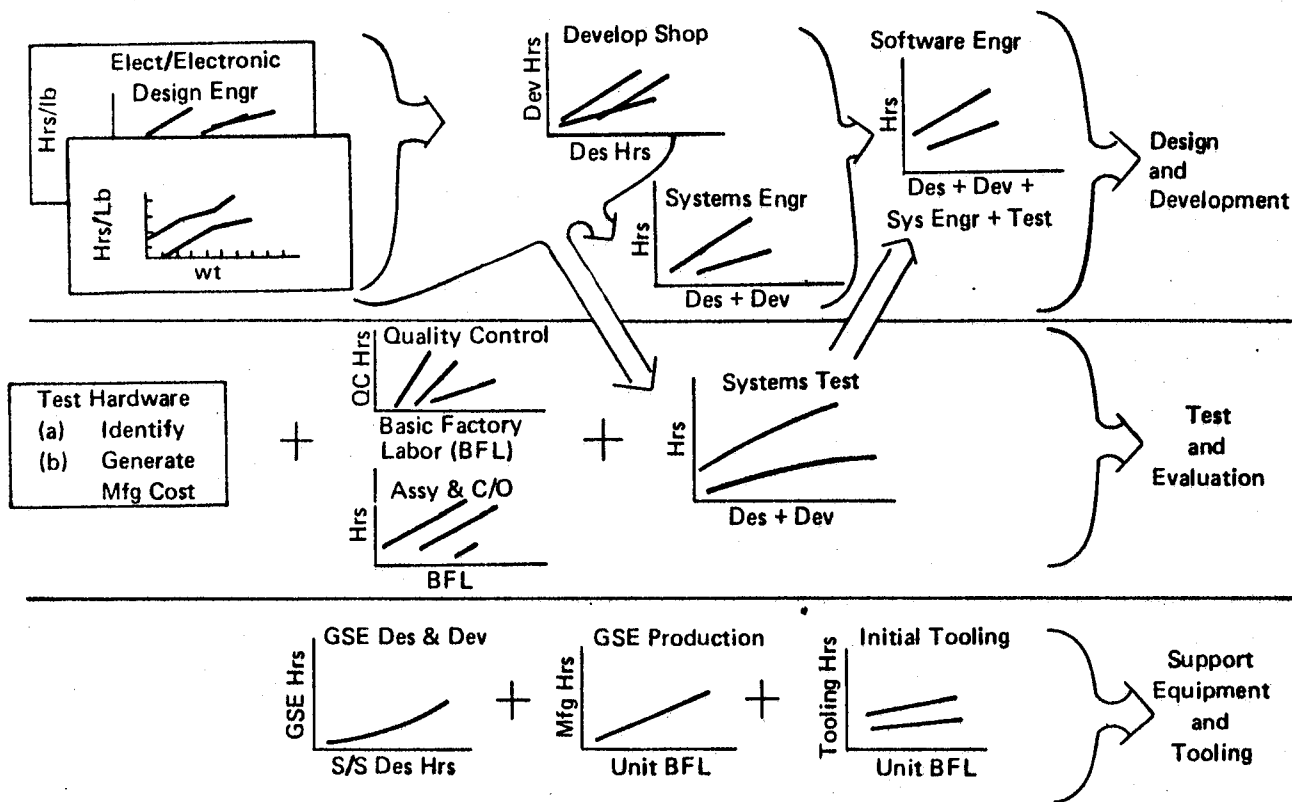 Elect/Electronic
Design Engr
Hrs/lb
Hrs/Lb
wt
Develop Shop
Dev Hrs
Des Hrs
Systems Engr
Hrs
Des + Dev
Software Engr
Hrs
Des + Dev +
Sys Engr + Test
Design
and
Development
Test Hardware
(a) Identify
(b) Generate
Mfg Cost
+
Quality Control
QC Hrs
Basic Factory
Labor (BFL)
Assy & C/O
Hrs
BFL
+
Systems Test
Hrs
Des + Dev
Test
and
Evaluation
GSE Des & Dev
GSE Hrs
S/S Des Hrs
+
GSE Production
Mfg Hrs
Unit BFL
+
Initial Tooling
Tooling Hrs
Unit BFL
Support
Equipment
and
Tooling